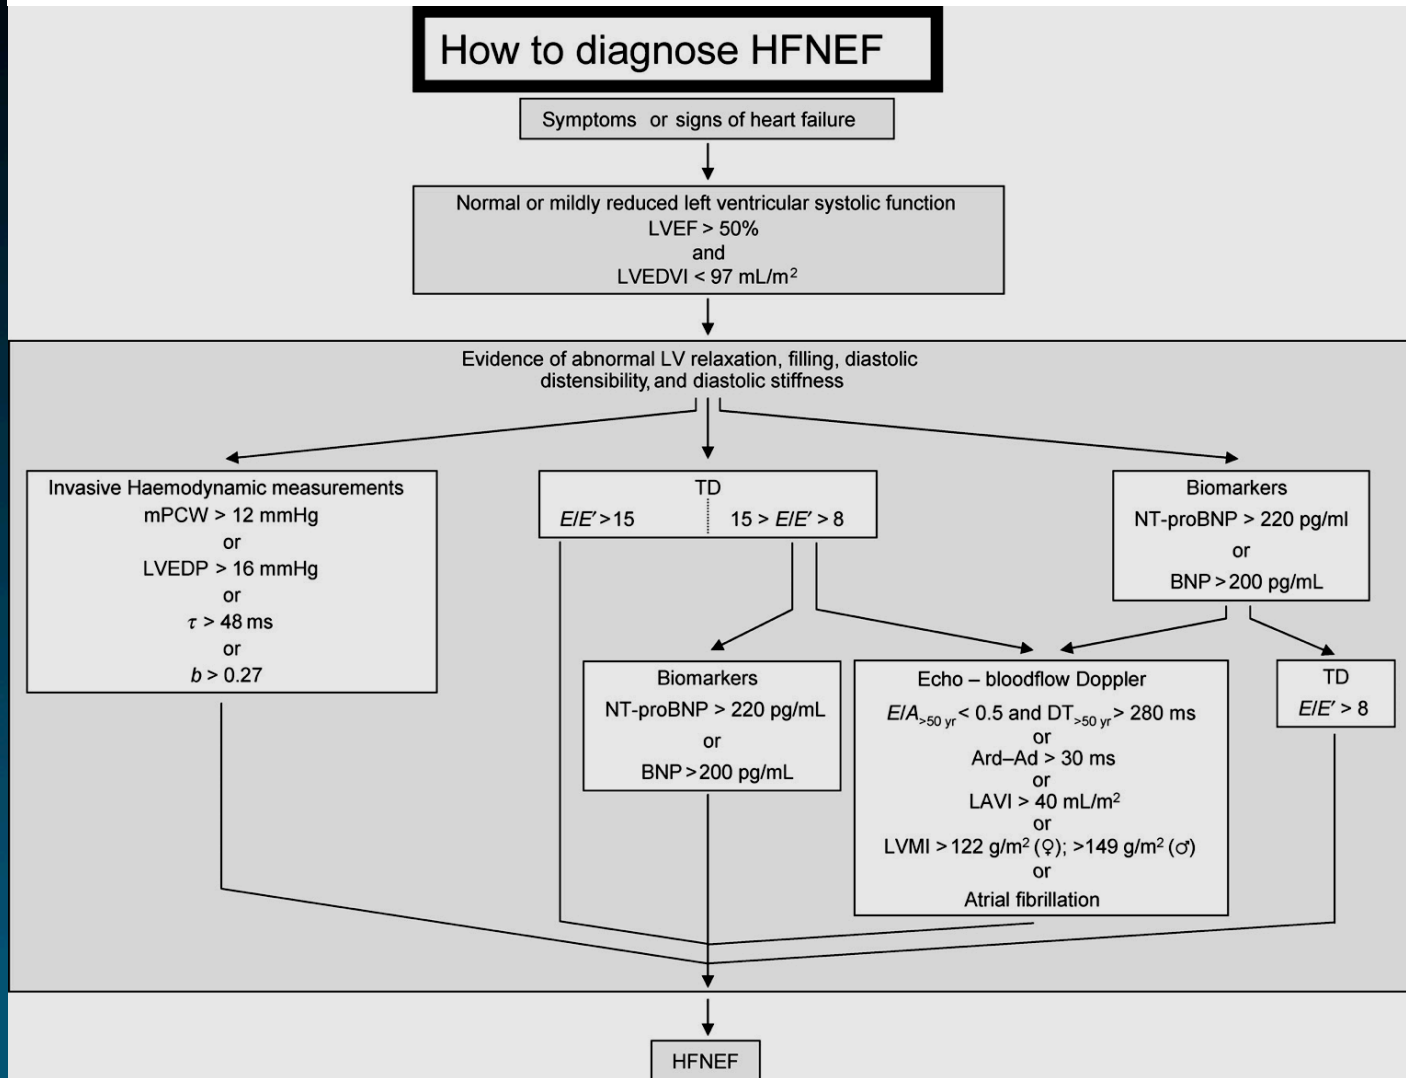 How to diagnose HFNEF
Symptoms or signs of heart failure
Normal or mildly reduced left ventricular systolic function
LVEF > 50%
and
LVEDVI < 97 mL/m²
Evidence of abnormal LV relaxation, filling, diastolic
distensibility, and diastolic stiffness
Invasive Haemodynamic measurements
mPCW > 12 mmHg
or
LVEDP > 16 mmHg
or
τ > 48 ms
or
b > 0.27
TD
E/E′ > 15
15 > E/E′ > 8
Biomarkers
NT-proBNP > 220 pg/ml
or
BNP > 200 pg/mL
Biomarkers
NT-proBNP > 220 pg/mL
or
BNP > 200 pg/mL
Echo – bloodflow Doppler
E/A>50 yr < 0.5 and DT>50 yr > 280 ms
or
Ard–Ad > 30 ms
or
LAVI > 40 mL/m²
or
LVMI > 122 g/m² (♀); >149 g/m² (♂)
or
Atrial fibrillation
TD
E/E′ > 8
HFNEF